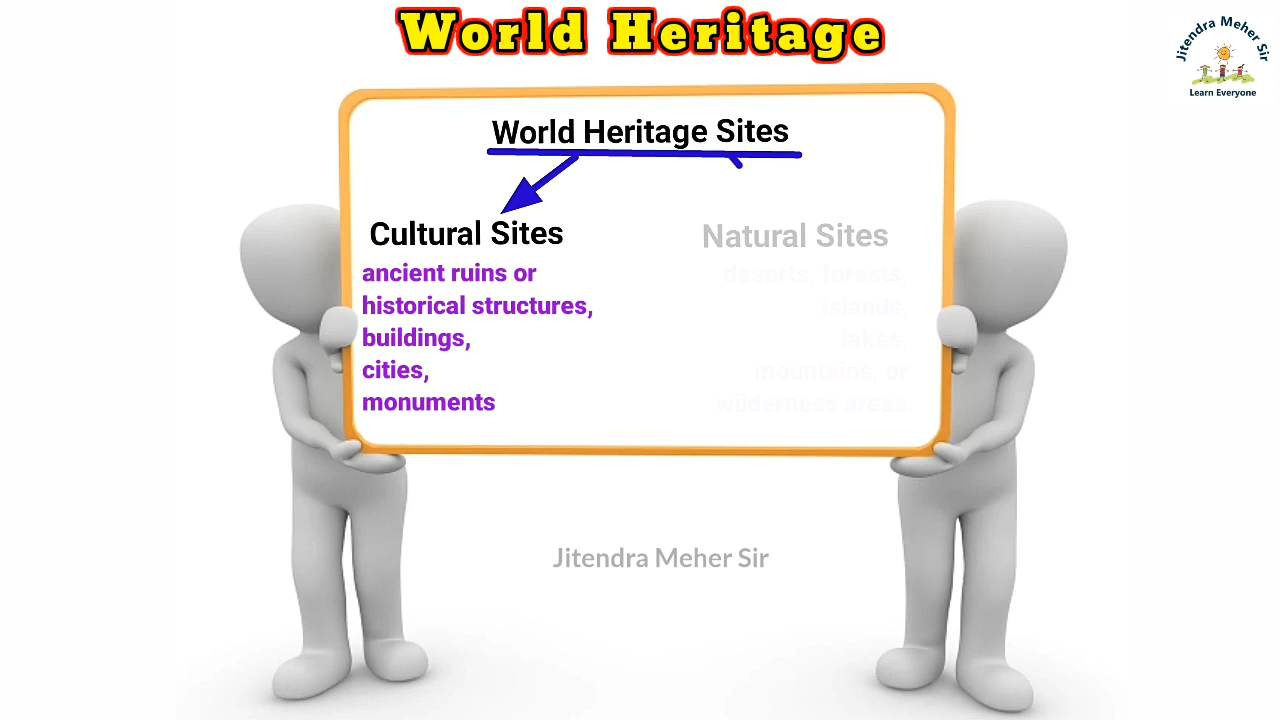 World Heritage
Jitendra Meher Sir
Learn Everyone
World Heritage Sites
Cultural Sites
ancient ruins or
historical structures,
buildings,
cities,
monuments
Natural Sites
deserts, forests,
islands,
lakes,
mountains, or
wilderness areas.
Jitendra Meher Sir